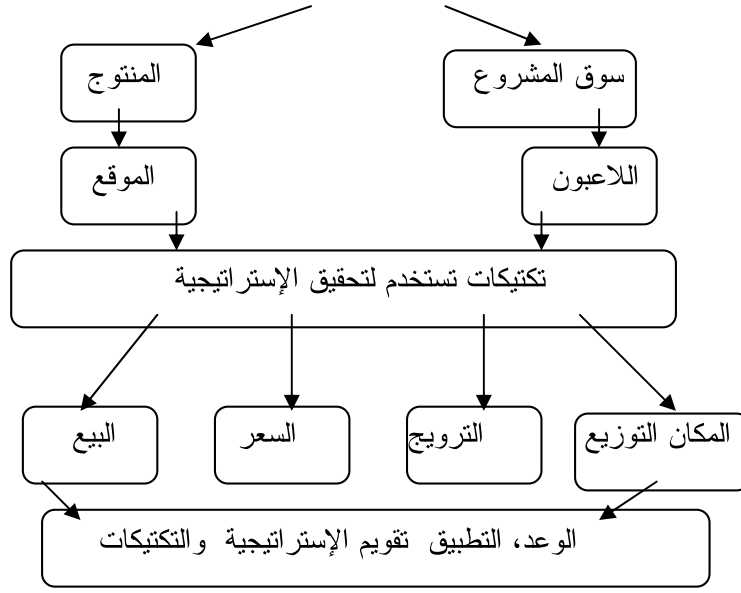 سوق المشروع
المنتوج
اللاعبون
الموقع
تكتيكات تستخدم لتحقيق الإستراتيجية
المكان التوزيع
الترويج
السعر
البيع
الوعد، التطبيق تقويم الإستراتيجية والتكتيكات